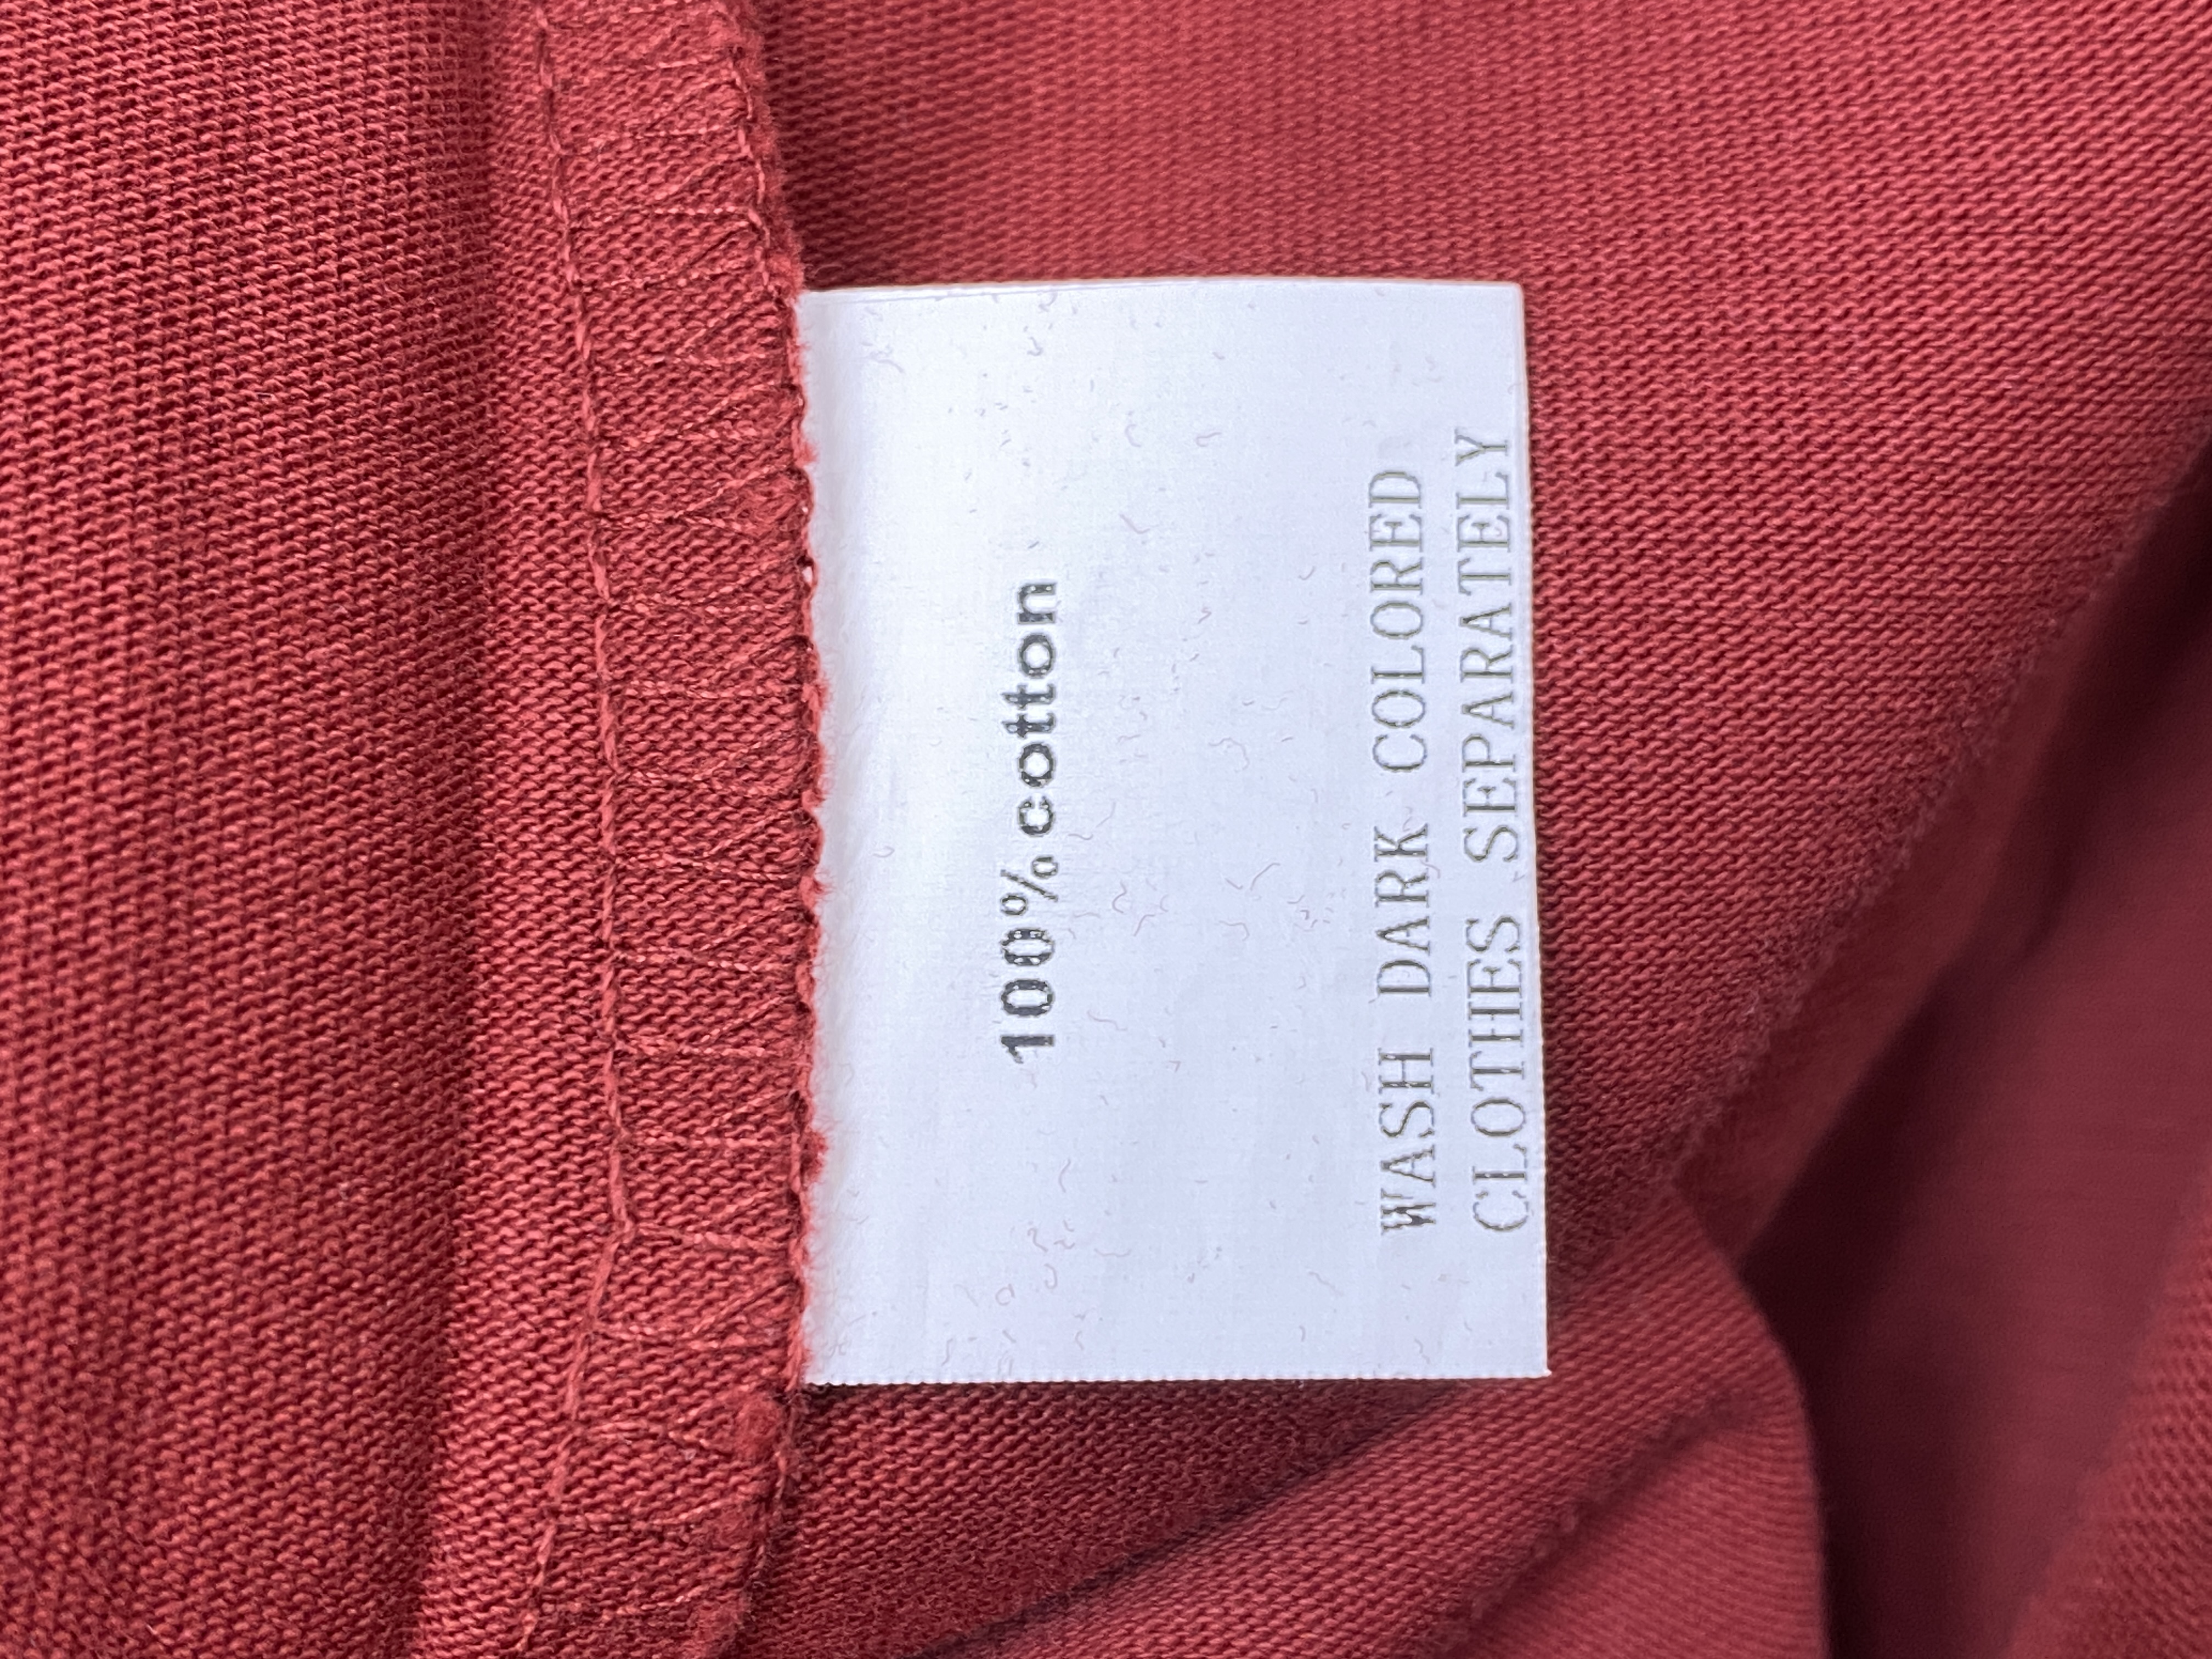 100% cotton
WASH DARK COLORED
CLOTHES SEPARATELY